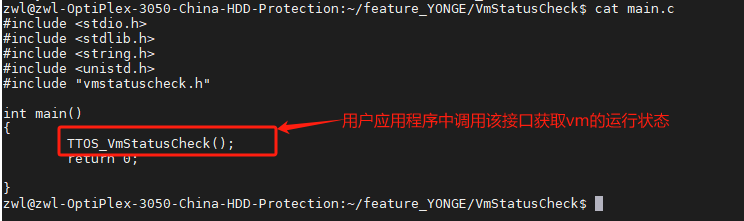 zwl@zwl-OptiPlex-3050-China-HDD-Protection:~/feature_YONGE/VmStatusCheck$ cat main.c
#include <stdio.h>
#include <stdlib.h>
#include <string.h>
#include <unistd.h>
#include "vmstatuscheck.h"

int main()
{
        TTOS_VmStatusCheck();
        return 0;

}
用户应用程序中调用该接口获取vm的运行状态
zwl@zwl-OptiPlex-3050-China-HDD-Protection:~/feature_YONGE/VmStatusCheck$